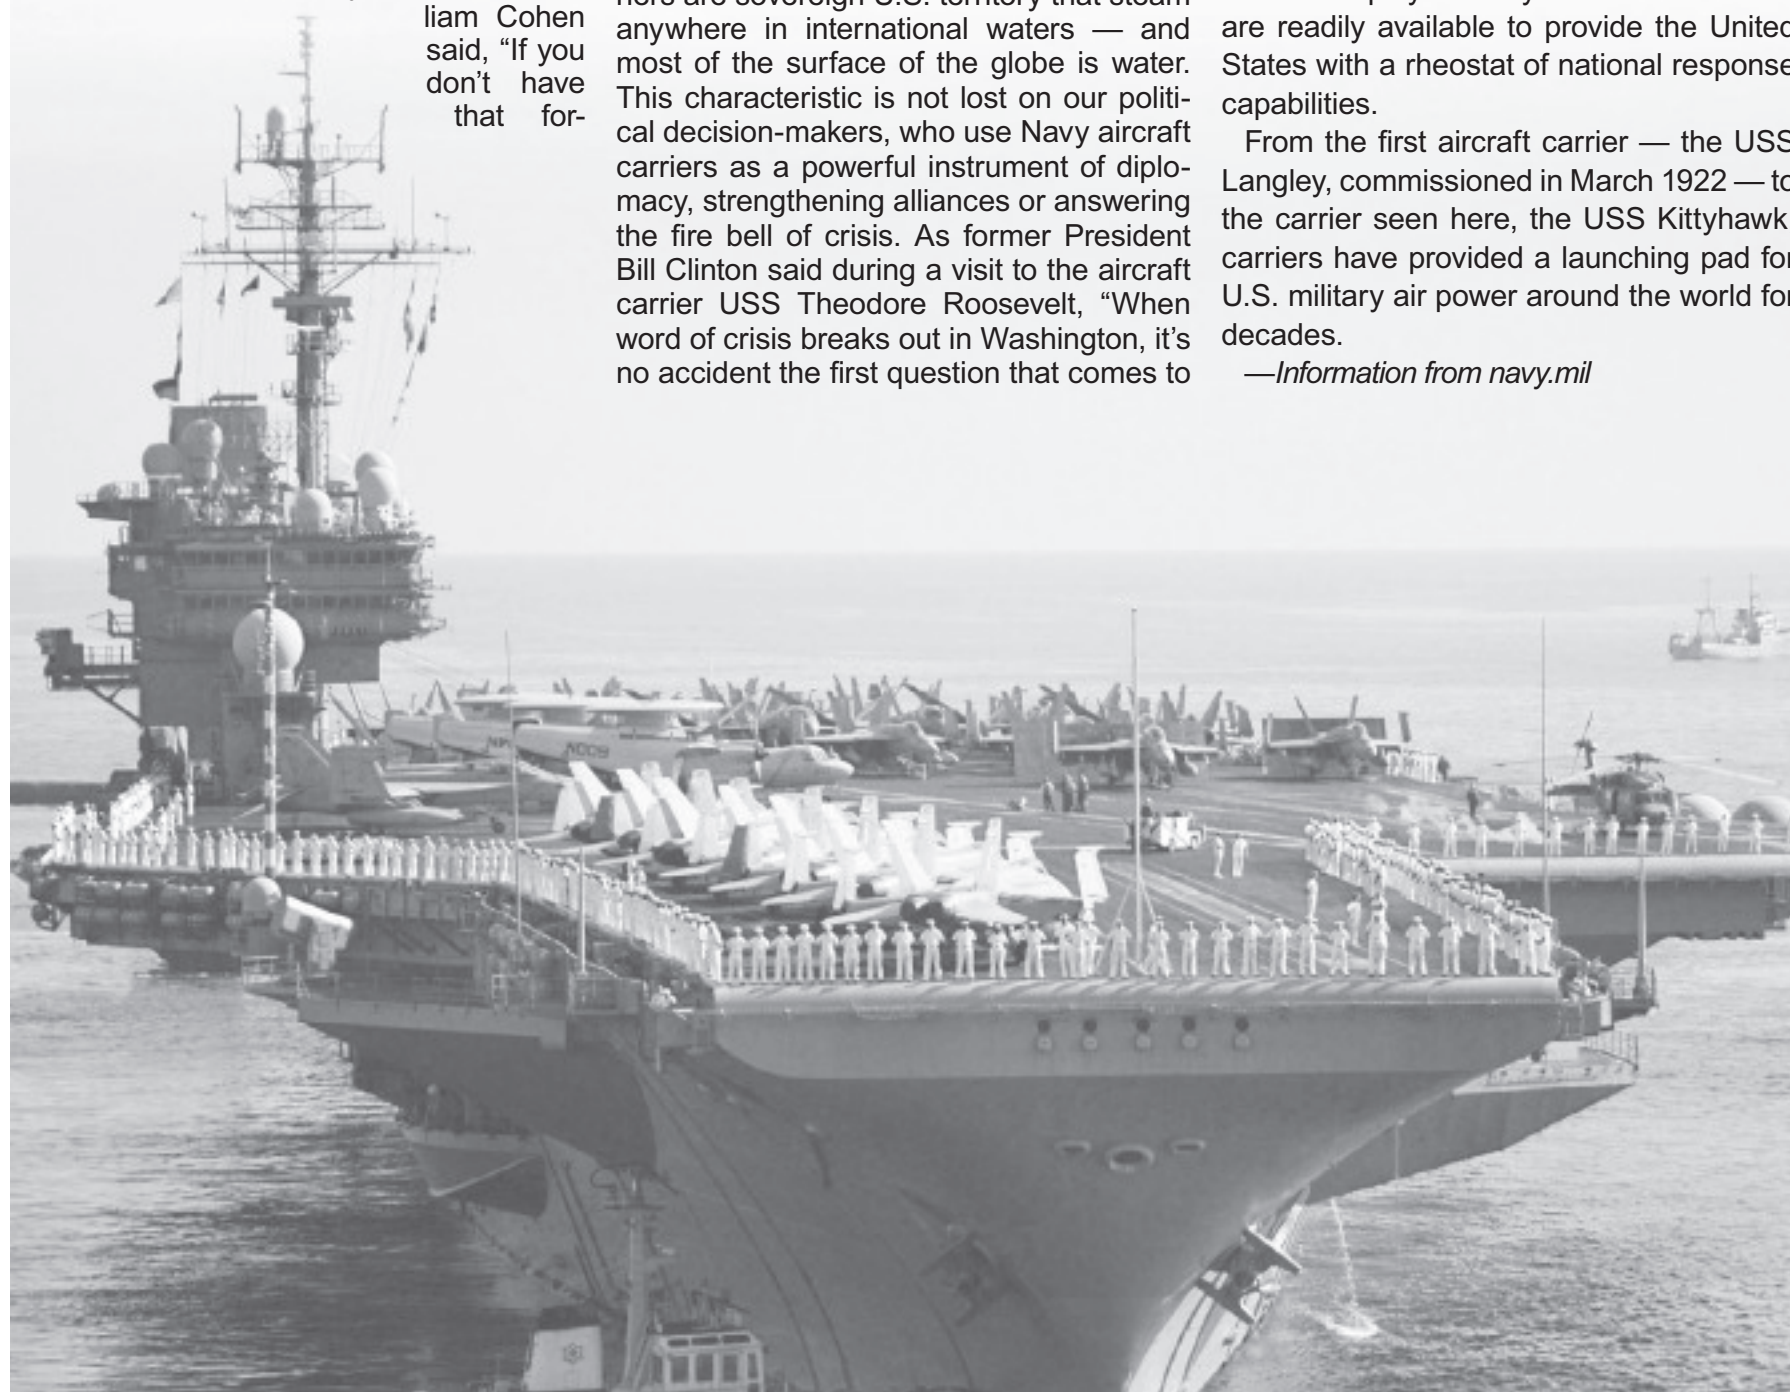 liam Cohen
said, “If you
don’t have
that for-
riers are sovereign U.S. territory that steam
anywhere in international waters — and
most of the surface of the globe is water.
This characteristic is not lost on our politi-
cal decision-makers, who use Navy aircraft
carriers as a powerful instrument of diplo-
macy, strengthening alliances or answering
the fire bell of crisis. As former President
Bill Clinton said during a visit to the aircraft
carrier USS Theodore Roosevelt, “When
word of crisis breaks out in Washington, it’s
no accident the first question that comes to
are readily available to provide the United
States with a rheostat of national response
capabilities.
From the first aircraft carrier — the USS
Langley, commissioned in March 1922 — to
the carrier seen here, the USS Kittyhawk,
carriers have provided a launching pad for
U.S. military air power around the world for
decades.
—Information from navy.mil